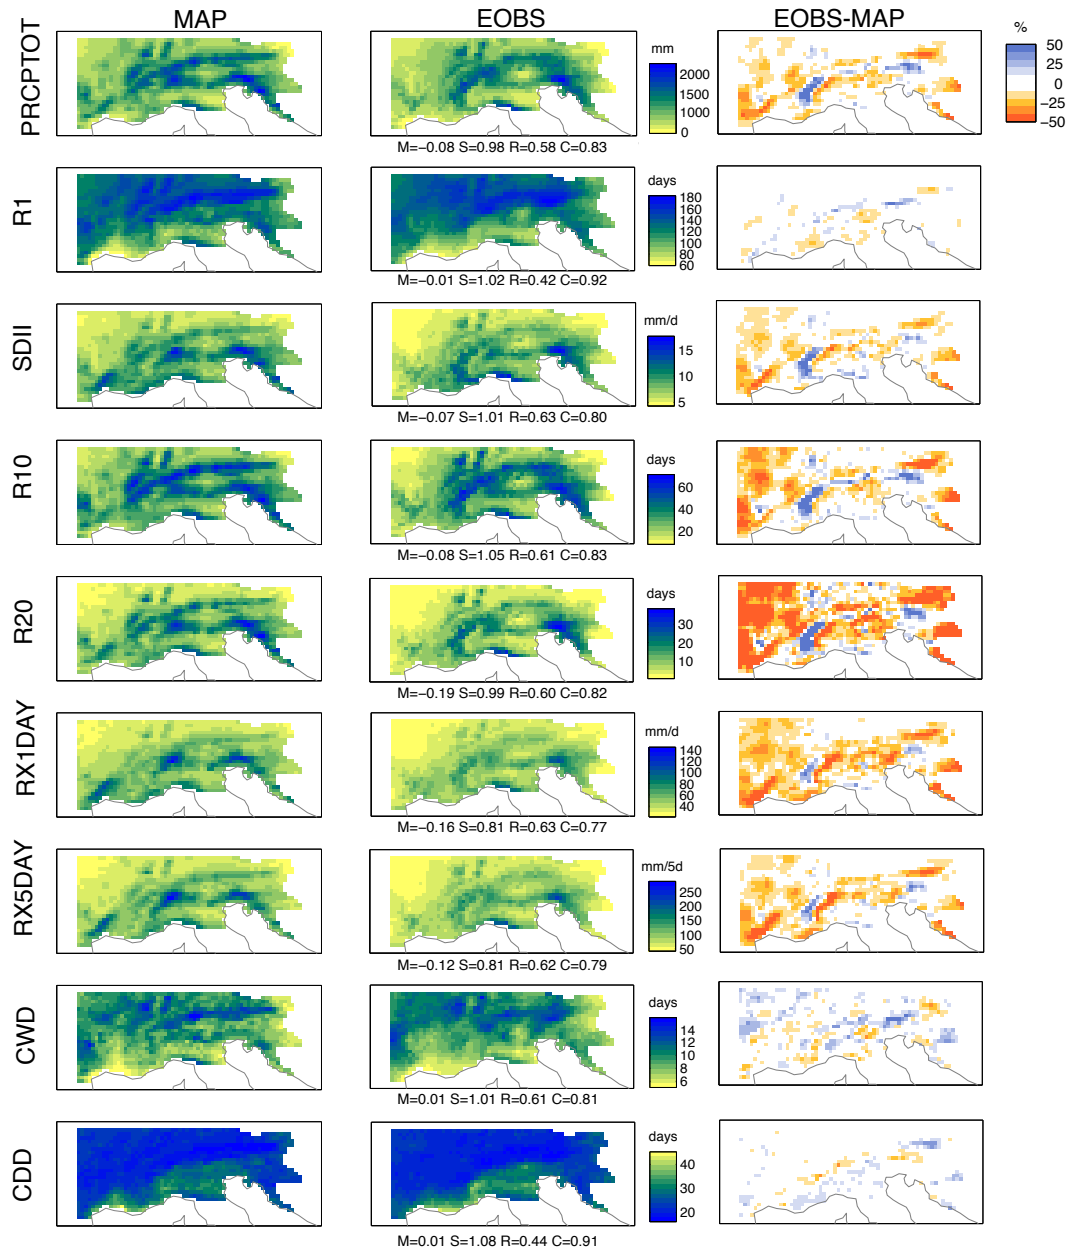 MAP EOBS EOBS-MAP
%
50
25
0
−25
−50
PRCPTOT
mm
2000
1000
0
M=−0.08 S=0.98 R=0.58 C=0.83
R1
days
180
160
140
120
100
80
60
M=−0.01 S=1.02 R=0.42 C=0.92
SDII
mm/d
15
10
5
M=−0.07 S=1.01 R=0.63 C=0.80
R10
days
60
40
20
M=−0.08 S=1.05 R=0.61 C=0.83
R20
days
30
20
10
M=−0.19 S=0.99 R=0.60 C=0.82
RX1DAY
mm/d
140
120
100
80
60
40
M=−0.16 S=0.81 R=0.63 C=0.77
RX5DAY
mm/5d
250
200
150
100
50
M=−0.12 S=0.81 R=0.62 C=0.79
CWD
days
14
12
10
8
6
M=0.01 S=1.01 R=0.61 C=0.81
CDD
days
40
30
20
M=0.01 S=1.08 R=0.44 C=0.91